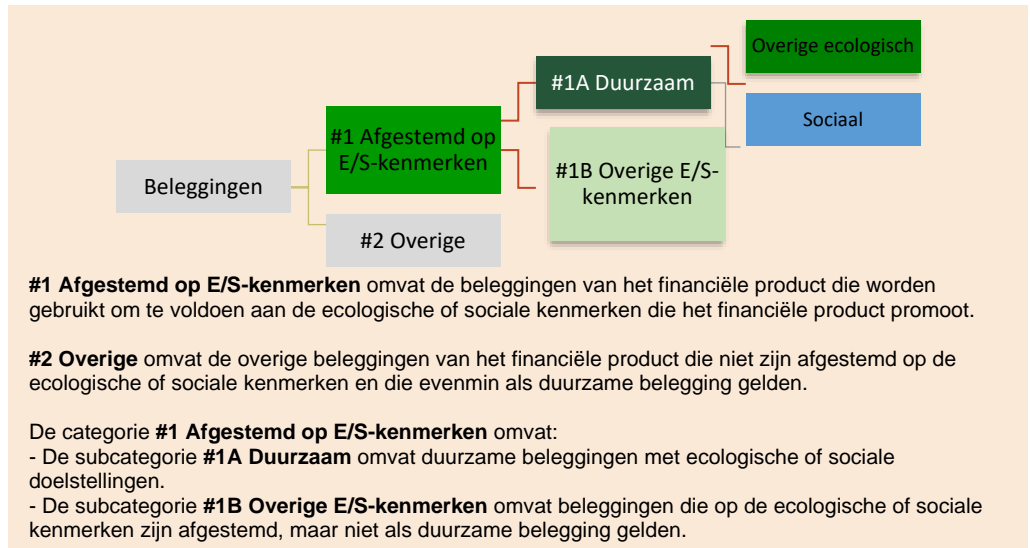 Overige ecologisch
#1A Duurzaam
Sociaal
#1 Afgestemd op
E/S-kenmerken
#1B Overige E/S-
kenmerken
Beleggingen
#2 Overige
#1 Afgestemd op E/S-kenmerken omvat de beleggingen van het financiële product die worden
gebruikt om te voldoen aan de ecologische of sociale kenmerken die het financiële product promoot.
#2 Overige omvat de overige beleggingen van het financiële product die niet zijn afgestemd op de
ecologische of sociale kenmerken en die evenmin als duurzame belegging gelden.
De categorie #1 Afgestemd op E/S-kenmerken omvat:
- De subcategorie #1A Duurzaam omvat duurzame beleggingen met ecologische of sociale
doelstellingen.
- De subcategorie #1B Overige E/S-kenmerken omvat beleggingen die op de ecologische of sociale
kenmerken zijn afgestemd, maar niet als duurzame belegging gelden.